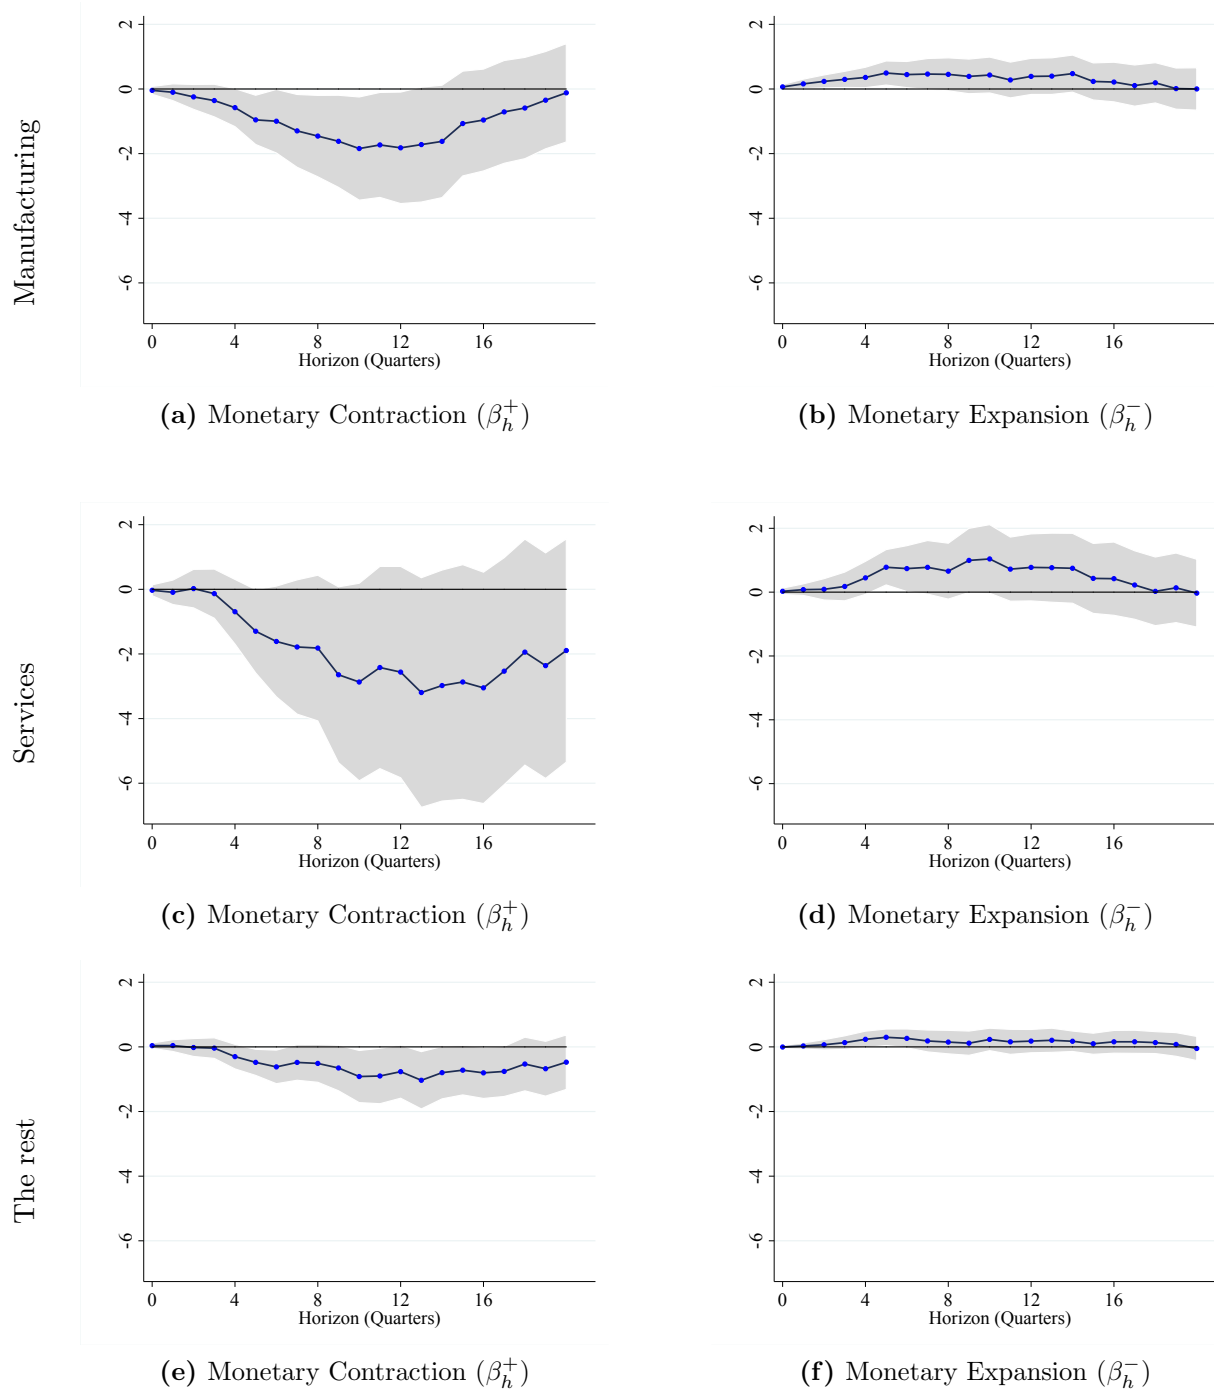 Manufacturing
2
0
-2
-4
-6
0 4 8 12 16
Horizon (Quarters)
(a) Monetary Contraction (β_h^+)
2
0
-2
-4
-6
0 4 8 12 16
Horizon (Quarters)
(b) Monetary Expansion (β_h^-)
Services
2
0
-2
-4
-6
0 4 8 12 16
Horizon (Quarters)
(c) Monetary Contraction (β_h^+)
2
0
-2
-4
-6
0 4 8 12 16
Horizon (Quarters)
(d) Monetary Expansion (β_h^-)
The rest
2
0
-2
-4
-6
0 4 8 12 16
Horizon (Quarters)
(e) Monetary Contraction (β_h^+)
2
0
-2
-4
-6
0 4 8 12 16
Horizon (Quarters)
(f) Monetary Expansion (β_h^-)